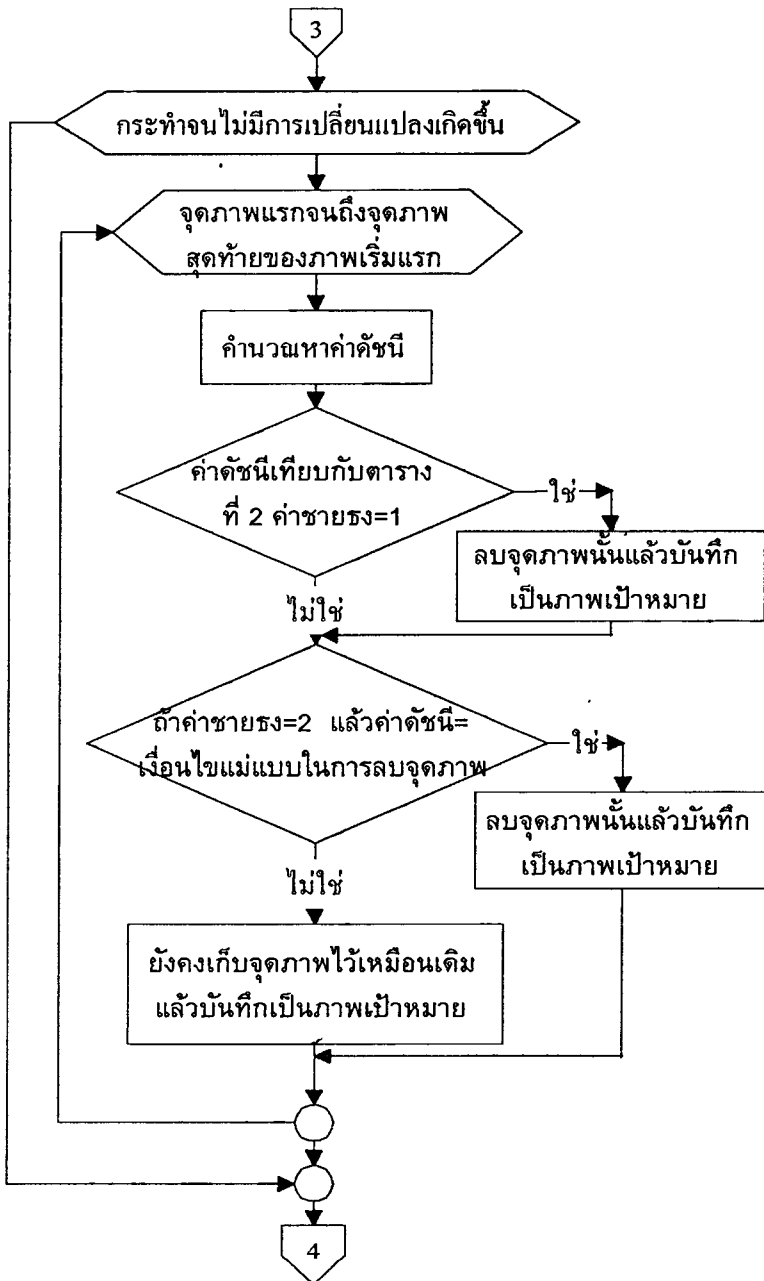 3
กระทำจนไม่มีการเปลี่ยนแปลงเกิดขึ้น
จุดภาพแรกจนถึงจุดภาพ
สุดท้ายของภาพเริ่มแรก
คำนวณหาค่าดัชนี
ค่าดัชนีเทียบกับตาราง
ที่ 2 ค่าชายธง=1
ใช่
ลบจุดภาพนั้นแล้วบันทึก
เป็นภาพเป้าหมาย
ไม่ใช่
ถ้าค่าชายธง=2 แล้วค่าดัชนี=
เงื่อนไขแม่แบบในการลบจุดภาพ
ใช่
ลบจุดภาพนั้นแล้วบันทึก
เป็นภาพเป้าหมาย
ไม่ใช่
ยังคงเก็บจุดภาพไว้เหมือนเดิม
แล้วบันทึกเป็นภาพเป้าหมาย
4